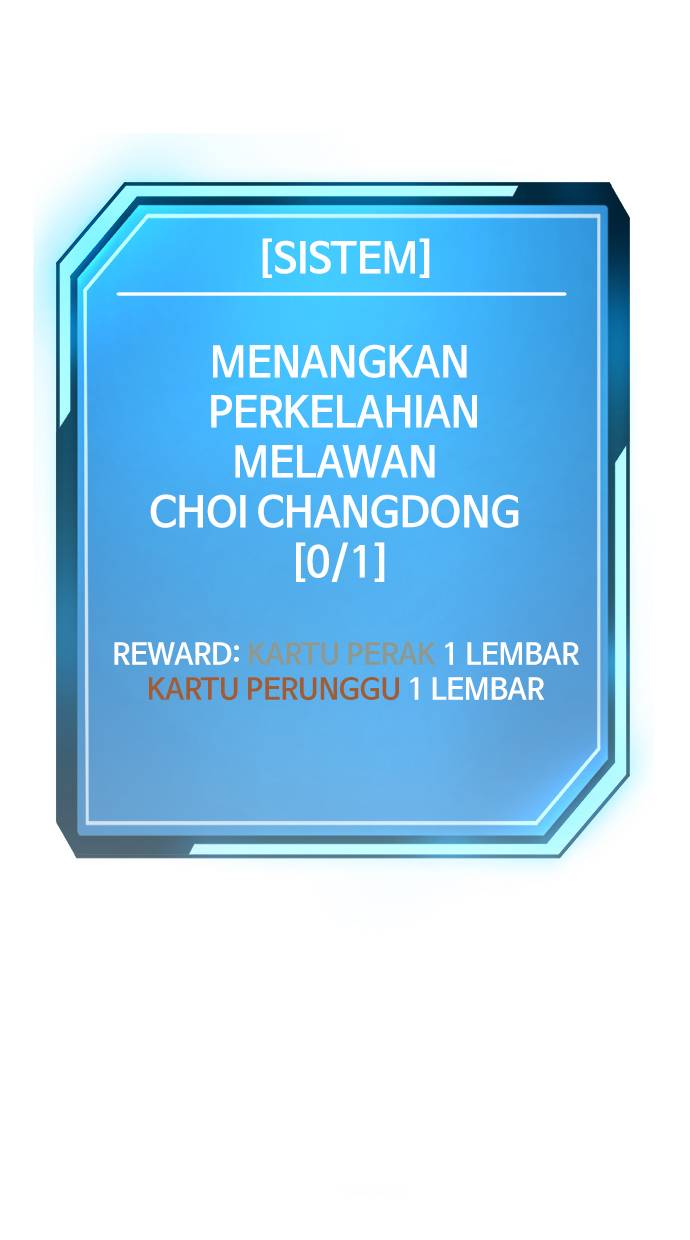 [SISTEM]
MENANGKAN
PERKELAHIAN
MELAWAN
CHOI CHANGDONG
[0/1]
REWARD: KARTU PERAK 1 LEMBAR
KARTU PERUNGGU 1 LEMBAR